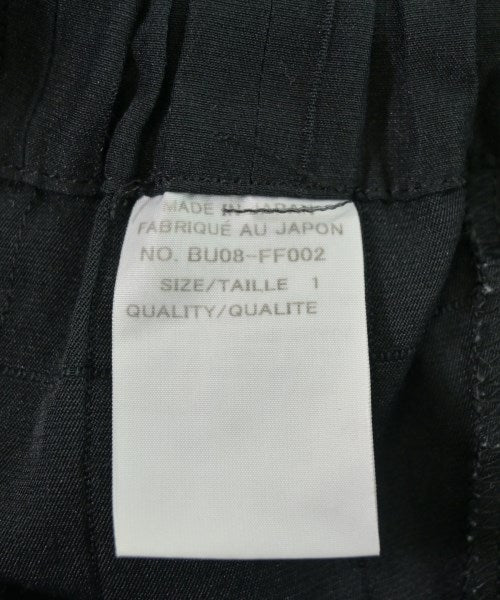 MADE IN JAPAN
FABRIQUÉ AU JAPON
NO. BU08-FF002
SIZE/TAILLE 1
QUALITY/QUALITE